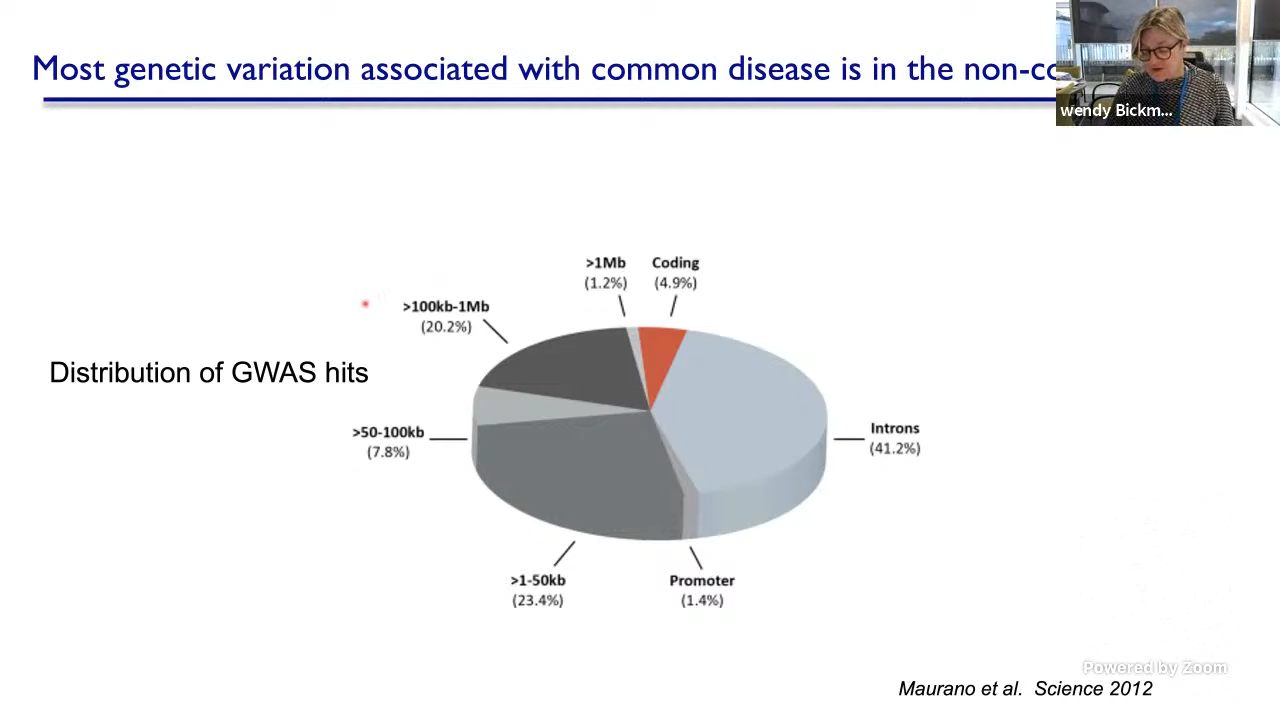 Most genetic variation associated with common disease is in the non-co
wendy Bickm...
>1Mb
(1.2%)
Coding
(4.9%)
>100kb-1Mb
(20.2%)
Distribution of GWAS hits
>50-100kb
(7.8%)
Introns
(41.2%)
>1-50kb
(23.4%)
Promoter
(1.4%)
Powered by Zoom
Maurano et al. Science 2012